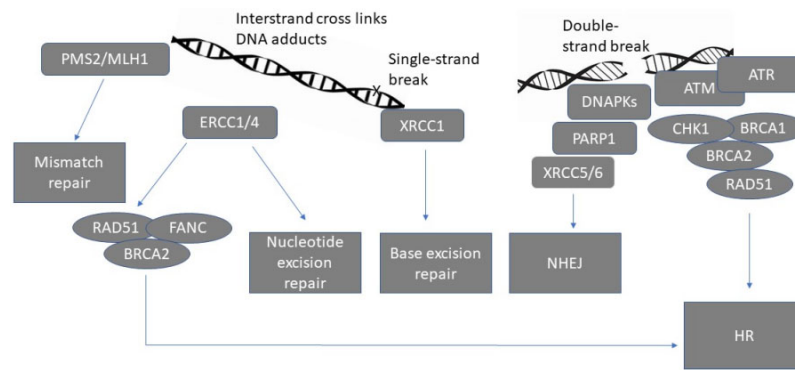 Interstrand cross links
DNA adducts
Double-
strand break
Single-strand
break
PMS2/MLH1
ATR
ATM
DNAPKs
ERCC1/4
XRCC1
X
CHK1
BRCA1
PARP1
BRCA2
XRCC5/6
RAD51
Mismatch
repair
RAD51
FANC
BRCA2
Nucleotide
excision
repair
Base excision
repair
NHEJ
HR